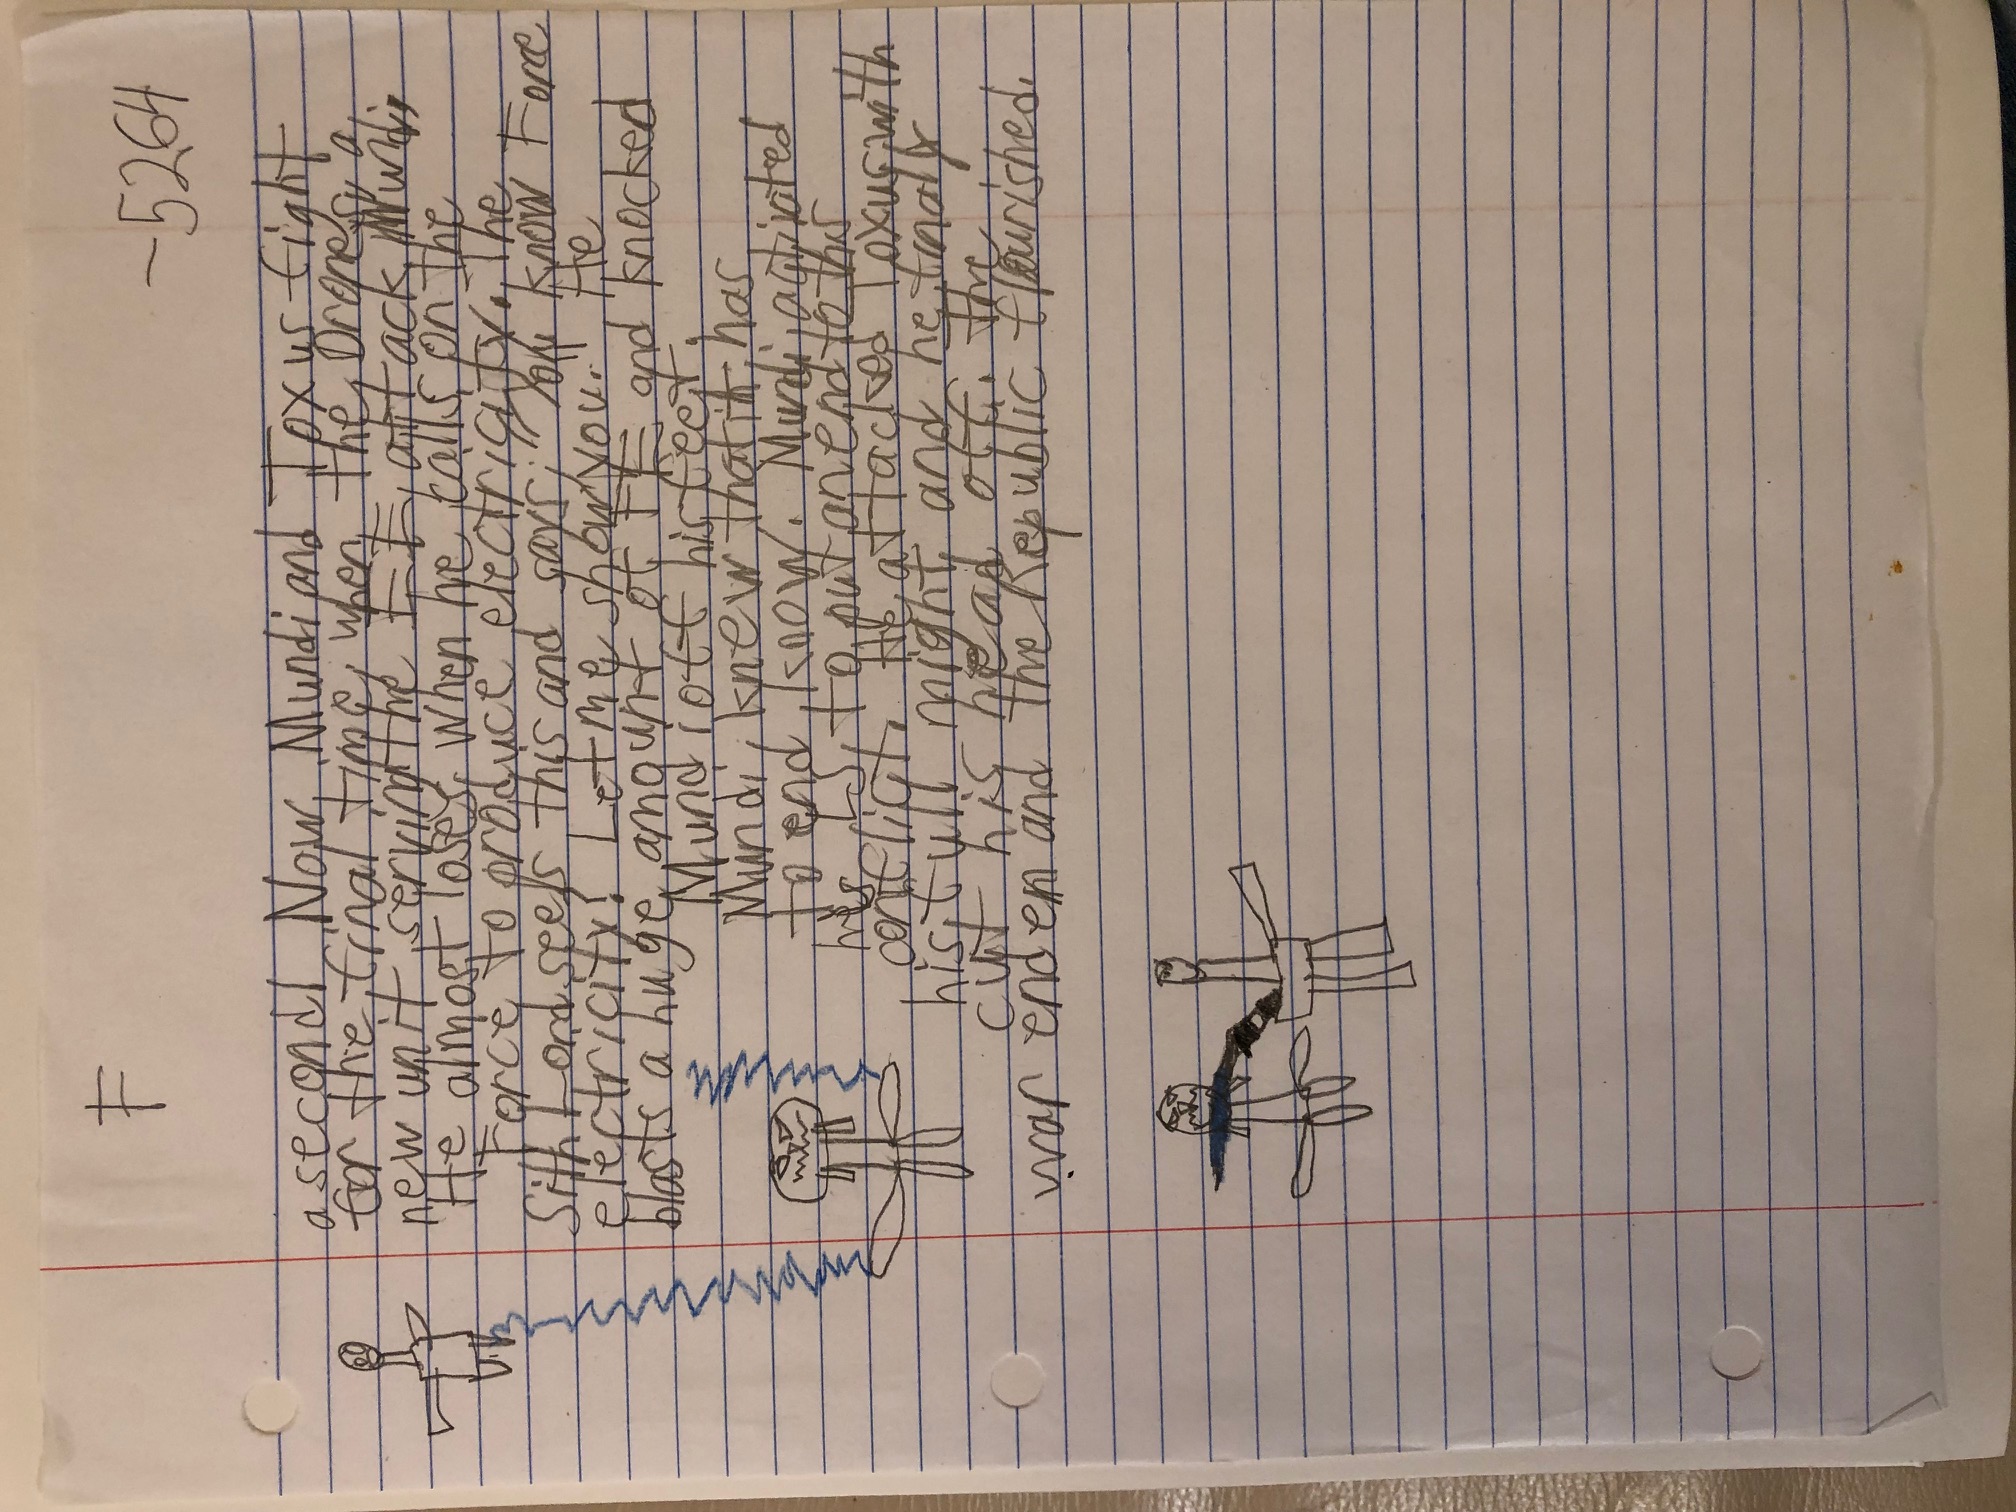 F
-5264
a second! Now, Mundi and Toxus fight
for the final time, when the Drones, a
new unit serving the EE, attack Mundi,
He almost loses, when he calls on the
Force to produce electricity. The
Sith Lord sees this and says; "You know Force
electricity! Let me show you." He
blasts a huge amount of FE and knocked
Mundi off his feet.
Mundi knew that it has
to end know. Mundi activated
his LS to put an end to this
conflict. He attacked Toxus with
his full might and he finaly
cut his head off. The
war endem and the Republic flourished.